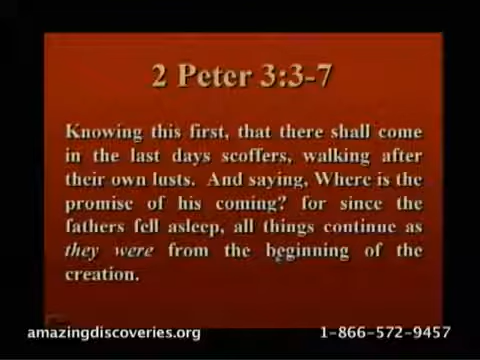 2 Peter 3:3-7
Knowing this first, that there shall come
in the last days scoffers, walking after
their own lusts. And saying, Where is the
promise of his coming? for since the
fathers fell asleep, all things continue as
they were from the beginning of the
creation.
amazingdiscoveries.org 1-866-572-9457